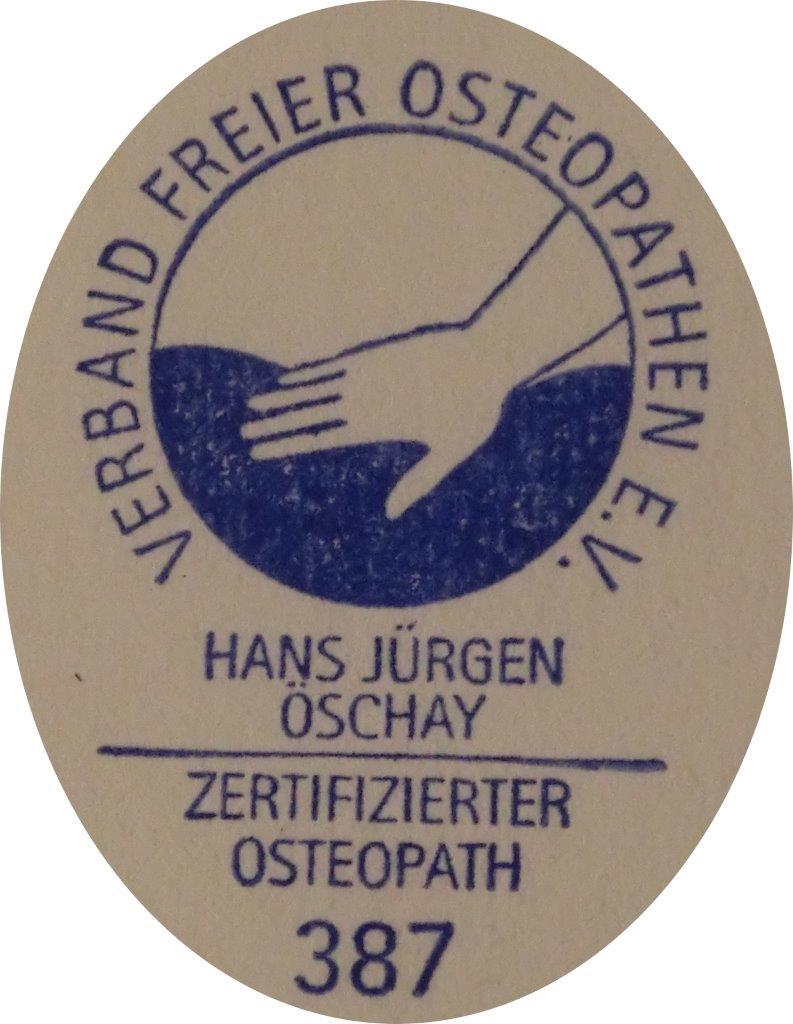 VERBAND FREIER OSTEOPATHEN E.V.
HANS JÜRGEN
ÖSCHAY
ZERTIFIZIERTER
OSTEOPATH
387